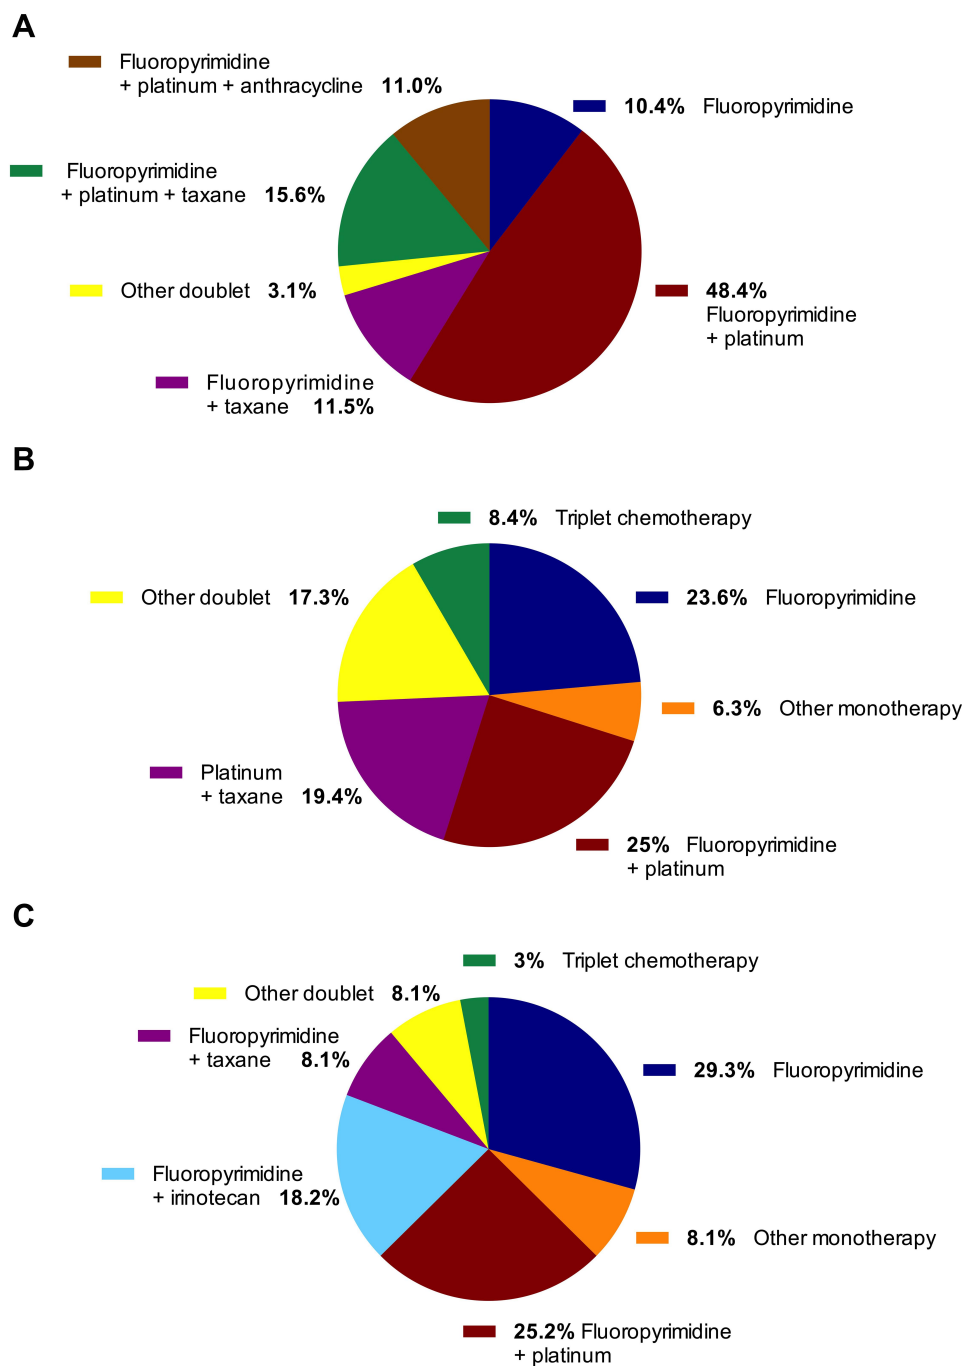 A
Fluoropyrimidine
+ platinum + anthracycline 11.0%
10.4% Fluoropyrimidine
Fluoropyrimidine
+ platinum + taxane 15.6%
Other doublet 3.1%
48.4%
Fluoropyrimidine
+ platinum
Fluoropyrimidine
+ taxane 11.5%
B
8.4% Triplet chemotherapy
Other doublet 17.3%
23.6% Fluoropyrimidine
6.3% Other monotherapy
Platinum
+ taxane 19.4%
25% Fluoropyrimidine
+ platinum
C
3% Triplet chemotherapy
Other doublet 8.1%
Fluoropyrimidine
+ taxane 8.1%
29.3% Fluoropyrimidine
Fluoropyrimidine
+ irinotecan 18.2%
8.1% Other monotherapy
25.2% Fluoropyrimidine
+ platinum